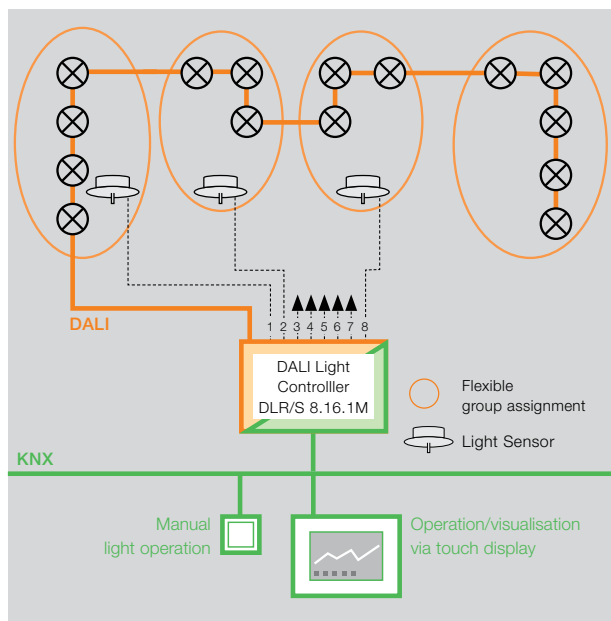 DALI
1 2 3 4 5 6 7 8
DALI Light
Controlller
DLR/S 8.16.1M
Flexible
group assignment
Light Sensor
KNX
Manual
light operation
Operation/visualisation
via touch display